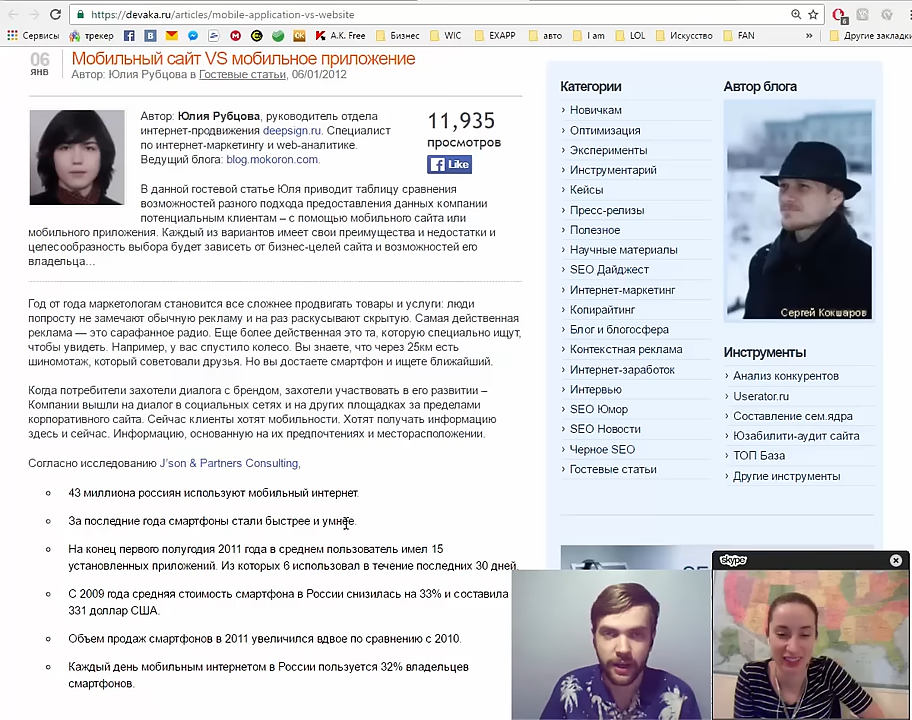 https://devaka.ru/articles/mobile-application-vs-website
6
Сервисы трекер A.K. Free Бизнес WIC EXAPP авто I am LOL Искусство FAN » Другие закладки
06
ЯНВ
Мобильный сайт VS мобильное приложение
Автор: Юлия Рубцова в Гостевые статьи, 06/01/2012
Автор: Юлия Рубцова, руководитель отдела
интернет-продвижения deepsign.ru. Специалист
по интернет-маркетингу и web-аналитике.
Ведущий блога: blog.mokoron.com.
11,935
просмотров
Like
В данной гостевой статье Юля приводит таблицу сравнения
возможностей разного подхода предоставления данных компании
потенциальным клиентам – с помощью мобильного сайта или
мобильного приложения. Каждый из вариантов имеет свои преимущества и недостатки и
целесообразность выбора будет зависеть от бизнес-целей сайта и возможностей его
владельца...
Год от года маркетологам становится все сложнее продвигать товары и услуги: люди
попросту не замечают обычную рекламу и на раз раскусывают скрытую. Самая действенная
реклама — это сарафанное радио. Еще более действенная это та, которую специально ищут,
чтобы увидеть. Например, у вас спустило колесо. Вы знаете, что через 25км есть
шиномотаж, который советовали друзья. Но вы достаете смартфон и ищете ближайший.
Когда потребители захотели диалога с брендом, захотели участвовать в его развитии –
Компании вышли на диалог в социальных сетях и на других площадках за пределами
корпоративного сайта. Сейчас клиенты хотят мобильности. Хотят получать информацию
здесь и сейчас. Информацию, основанную на их предпочтениях и месторасположении.
Согласно исследованию J'son & Partners Consulting,
43 миллиона россиян используют мобильный интернет.
За последние года смартфоны стали быстрее и умнее.
На конец первого полугодия 2011 года в среднем пользователь имел 15
установленных приложений. Из которых 6 использовал в течение последних 30 дней.
С 2009 года средняя стоимость смартфона в России снизилась на 33% и составила
331 доллар США.
Объем продаж смартфонов в 2011 увеличился вдвое по сравнению с 2010.
Каждый день мобильным интернетом в России пользуется 32% владельцев
смартфонов.
Категории
Новичкам
Оптимизация
Эксперименты
Инструментарий
Кейсы
Пресс-релизы
Полезное
Научные материалы
SEO Дайджест
Интернет-маркетинг
Копирайтинг
Блог и блогосфера
Контекстная реклама
Интернет-заработок
Интервью
SEO Юмор
SEO Новости
Черное SEO
Гостевые статьи
Автор блога
Сергей Кокшаров
Инструменты
Анализ конкурентов
Userator.ru
Составление сем.ядра
Юзабилити-аудит сайта
ТОП База
Другие инструменты
skype